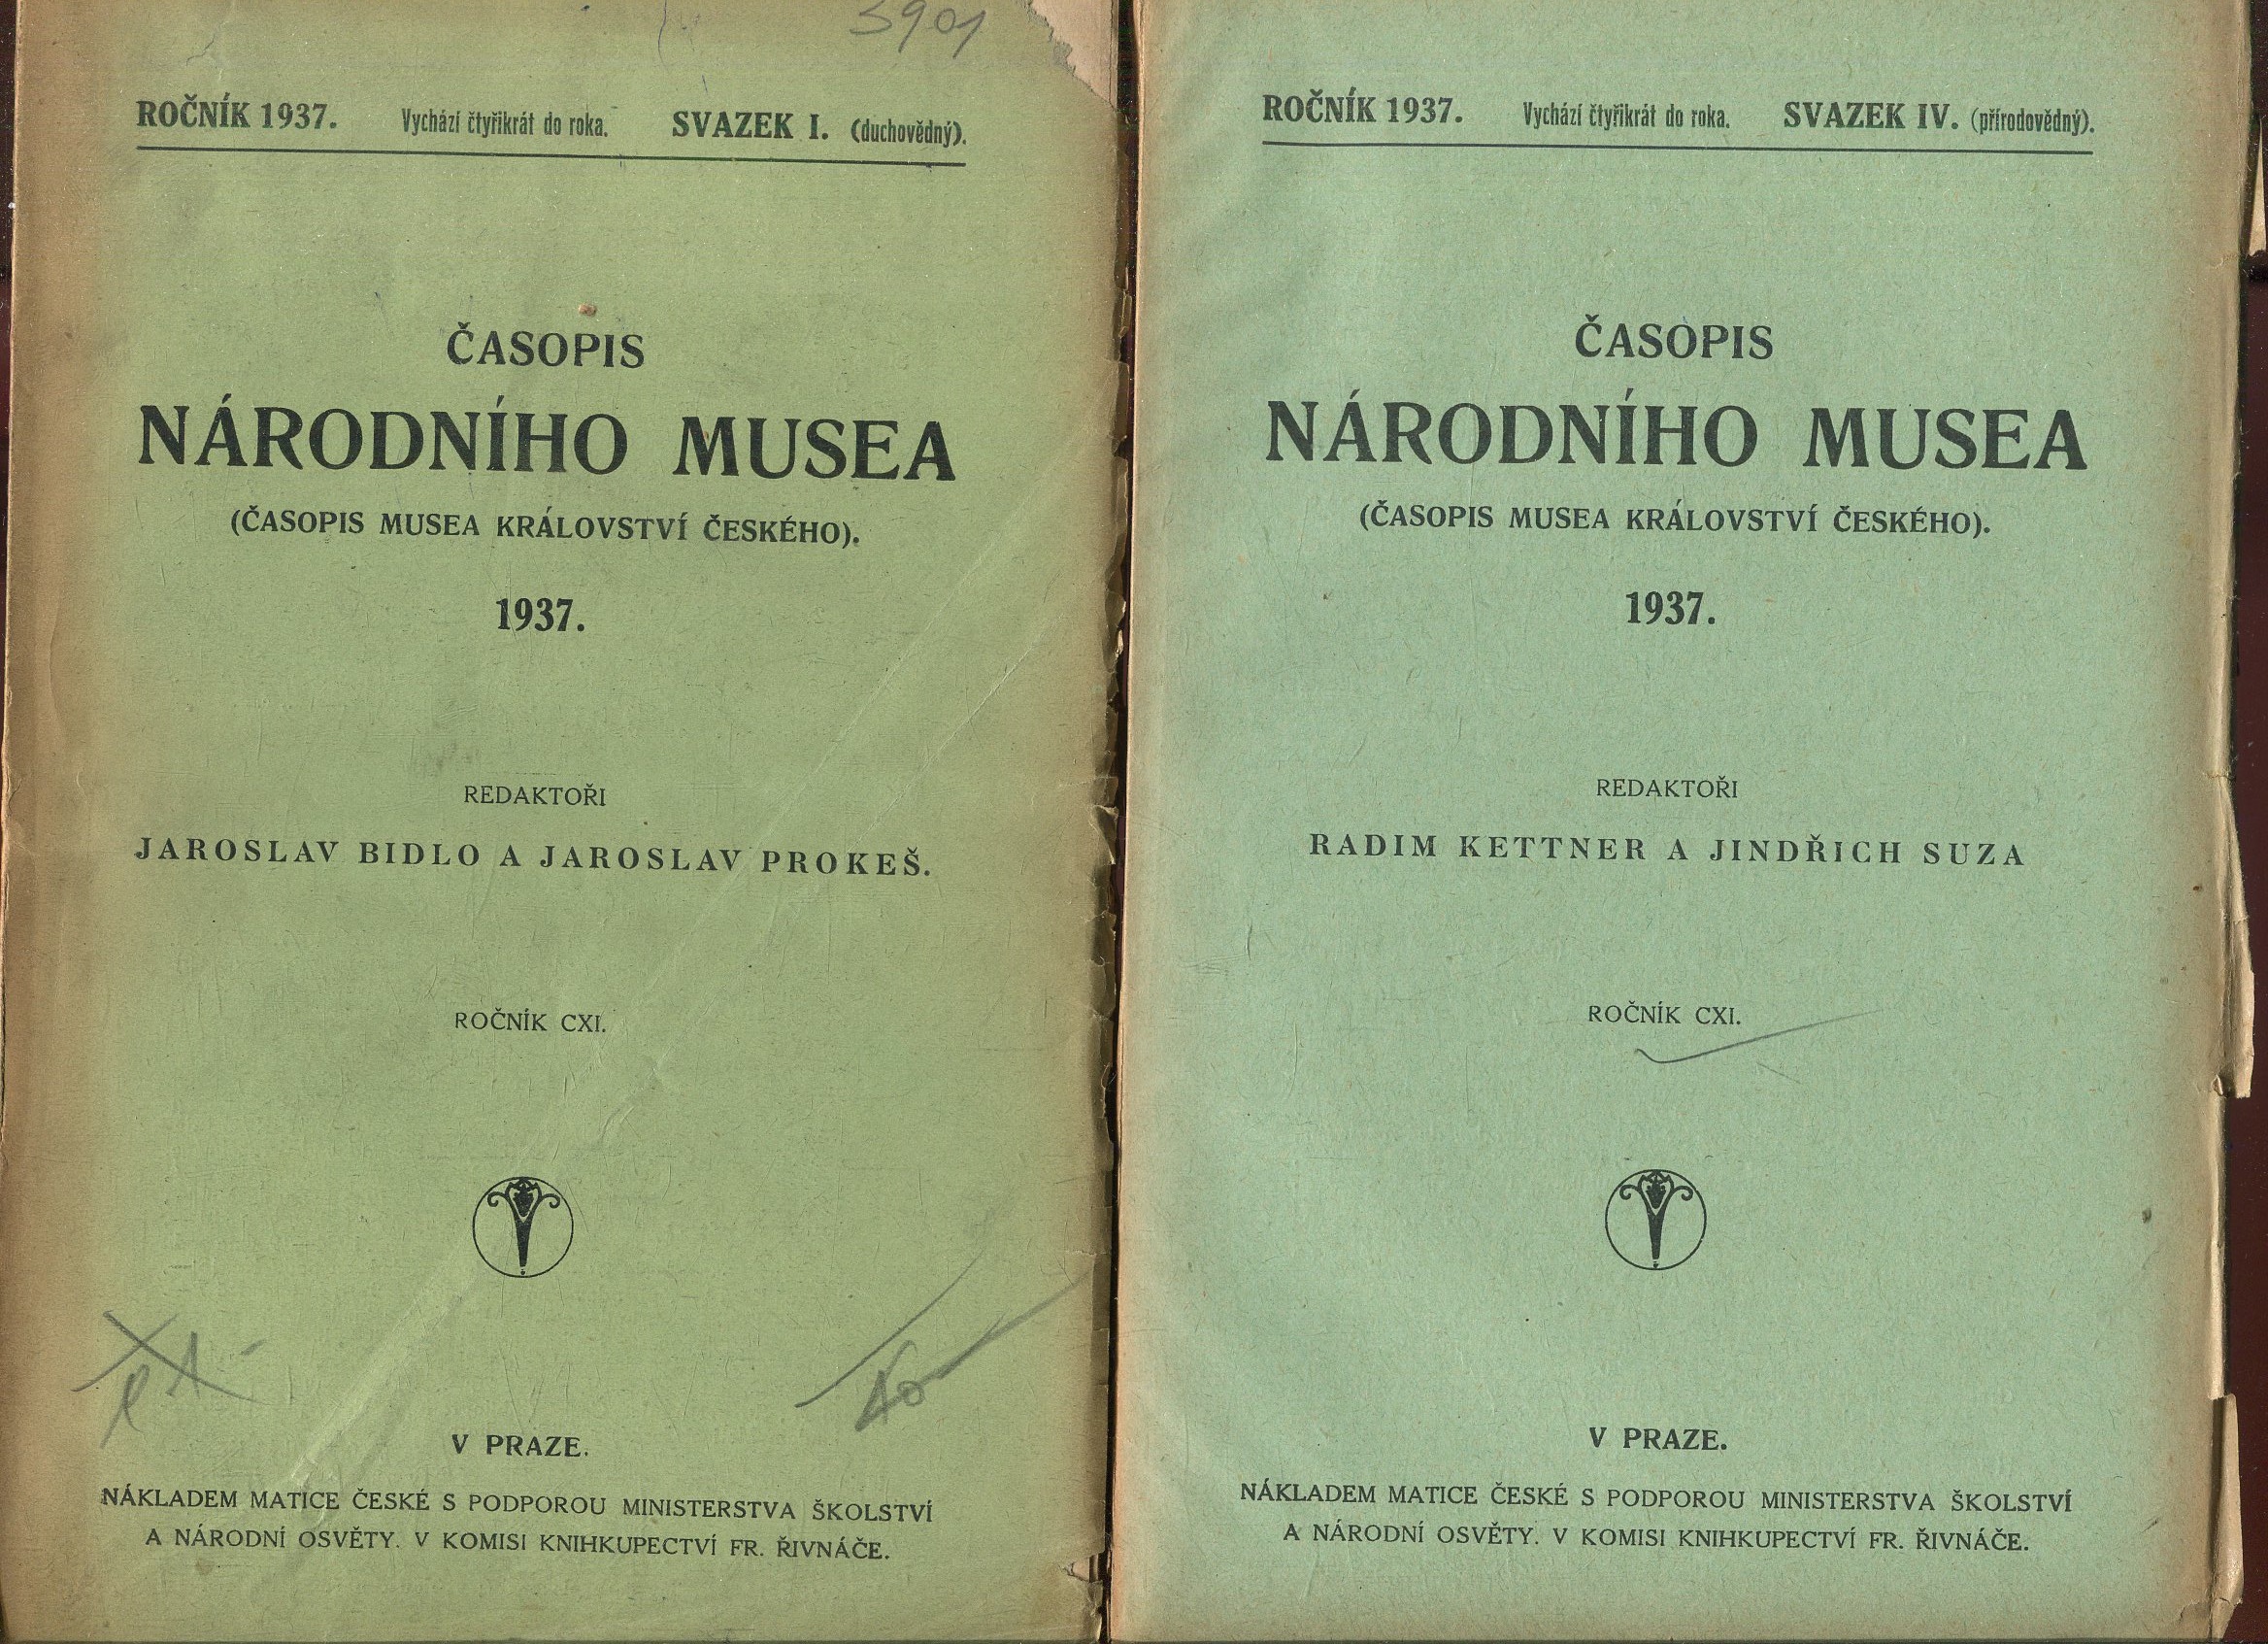 3901
ROČNÍK 1937. Vychází čtyřikrát do roka. SVAZEK I. (duchovědný).
ČASOPIS
NÁRODNÍHO MUSEA
(ČASOPIS MUSEA KRÁLOVSTVÍ ČESKÉHO).
1937.
REDAKTOŘI
JAROSLAV BIDLO A JAROSLAV PROKEŠ.
ROČNÍK CXI.
V PRAZE.
NÁKLADEM MATICE ČESKÉ S PODPOROU MINISTERSTVA ŠKOLSTVÍ
A NÁRODNÍ OSVĚTY. V KOMISI KNIHKUPECTVÍ FR. ŘIVNÁČE.
ROČNÍK 1937. Vychází čtyřikrát do roka. SVAZEK IV. (přírodovědný).
ČASOPIS
NÁRODNÍHO MUSEA
(ČASOPIS MUSEA KRÁLOVSTVÍ ČESKÉHO).
1937.
REDAKTOŘI
RADIM KETTNER A JINDŘICH SUZA
ROČNÍK CXI.
V PRAZE.
NÁKLADEM MATICE ČESKÉ S PODPOROU MINISTERSTVA ŠKOLSTVÍ
A NÁRODNÍ OSVĚTY. V KOMISI KNIHKUPECTVÍ FR. ŘIVNÁČE.